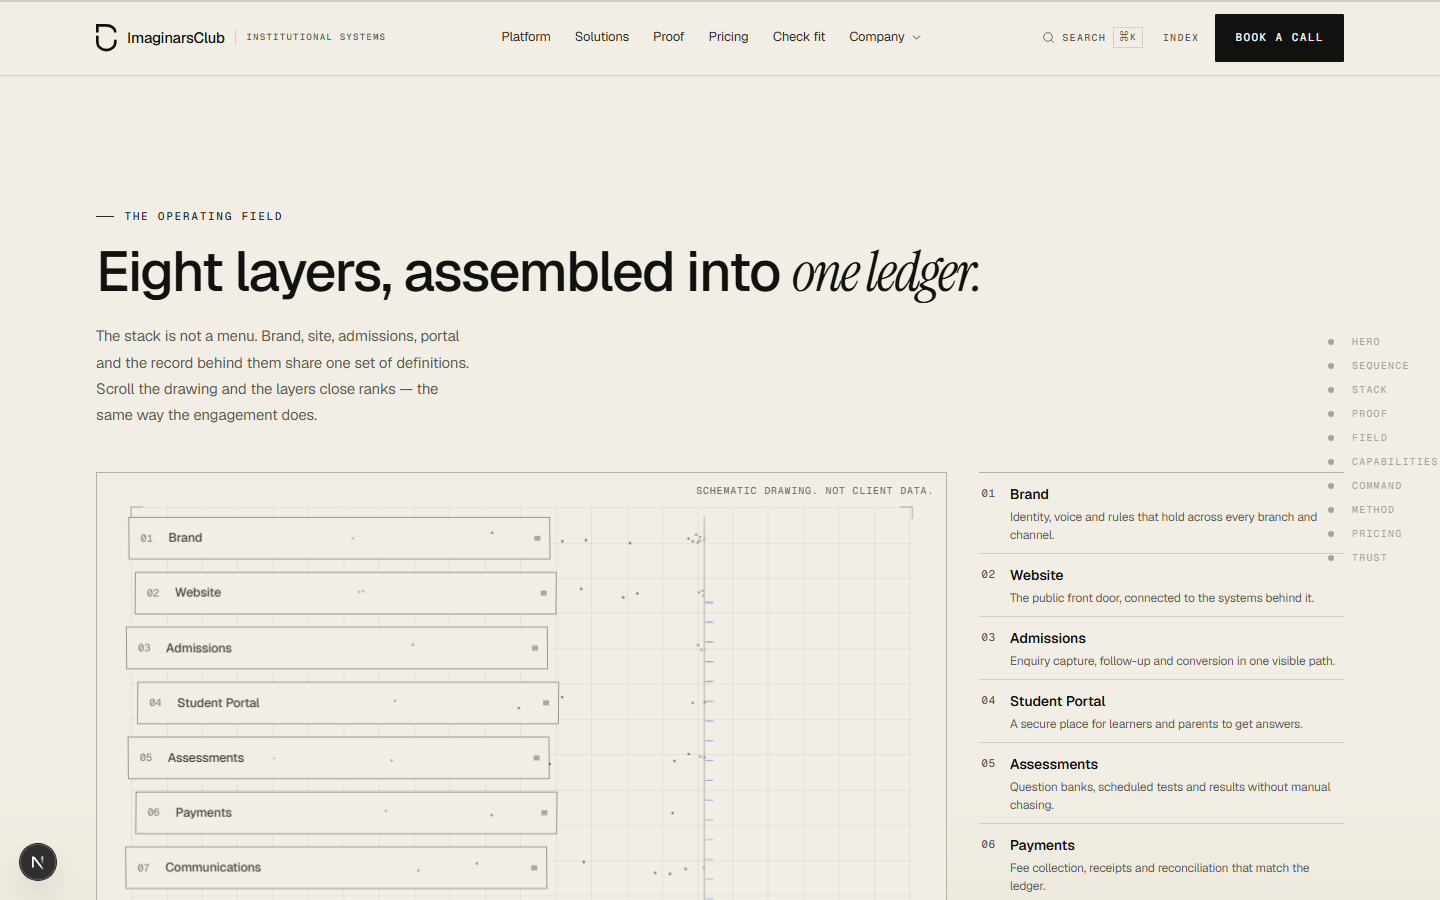 ImaginarsClub
INSTITUTIONAL SYSTEMS
Platform
Solutions
Proof
Pricing
Check fit
Company
SEARCH
⌘K
INDEX
BOOK A CALL
THE OPERATING FIELD
Eight layers, assembled into one ledger.
The stack is not a menu. Brand, site, admissions, portal
and the record behind them share one set of definitions.
Scroll the drawing and the layers close ranks — the
same way the engagement does.
HERO
SEQUENCE
STACK
PROOF
FIELD
CAPABILITIES
COMMAND
METHOD
PRICING
TRUST
SCHEMATIC DRAWING. NOT CLIENT DATA.
01 Brand
02 Website
03 Admissions
04 Student Portal
05 Assessments
06 Payments
07 Communications
01 Brand
Identity, voice and rules that hold across every branch and
channel.
02 Website
The public front door, connected to the systems behind it.
03 Admissions
Enquiry capture, follow-up and conversion in one visible path.
04 Student Portal
A secure place for learners and parents to get answers.
05 Assessments
Question banks, scheduled tests and results without manual
chasing.
06 Payments
Fee collection, receipts and reconciliation that match the
ledger.
N